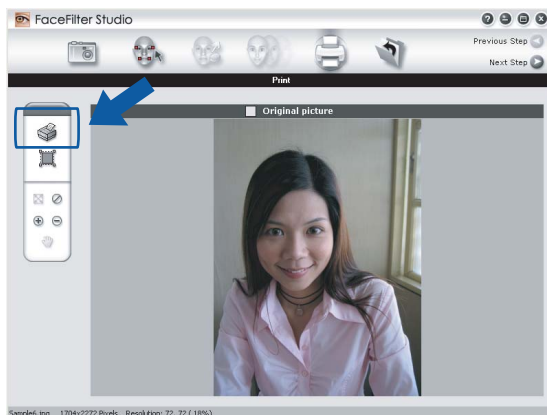 FaceFilter Studio
Previous Step
Next Step
Print
Original picture
Sample6.jpg 1704x2272 Pixels Resolution: 72, 72 ( 18%)